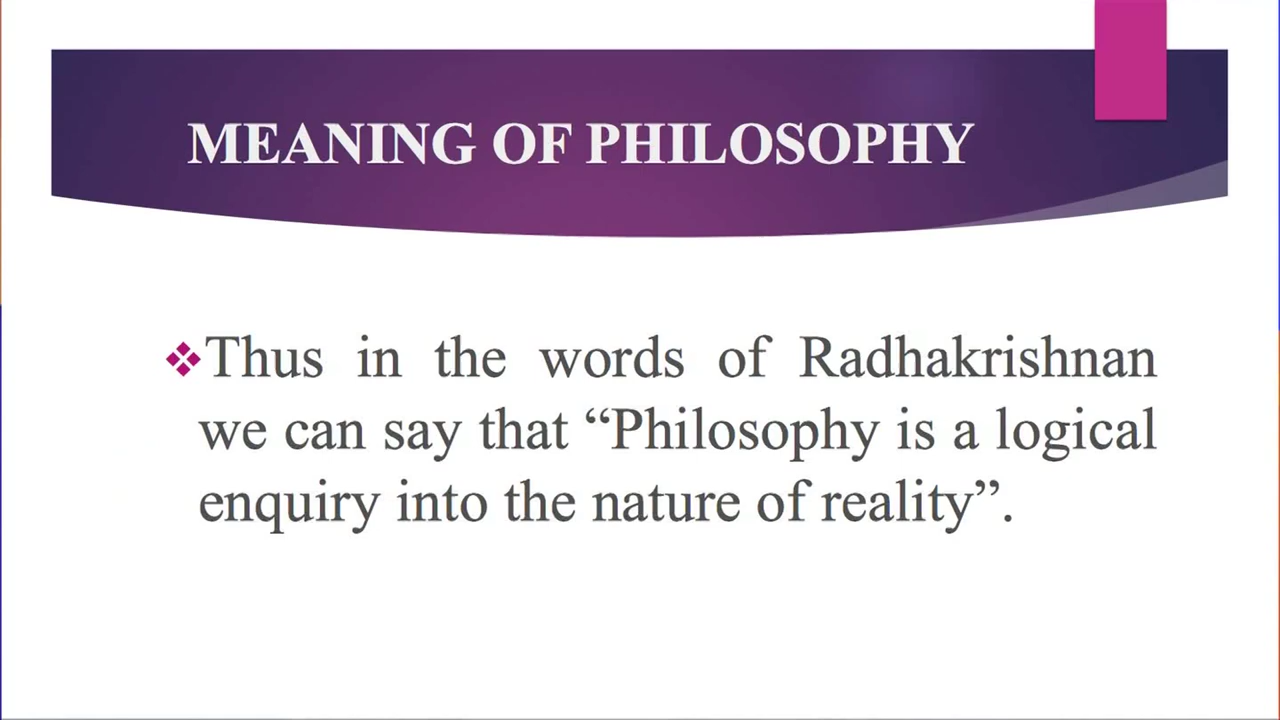 MEANING OF PHILOSOPHY
❖Thus in the words of Radhakrishnan
we can say that “Philosophy is a logical
enquiry into the nature of reality”.